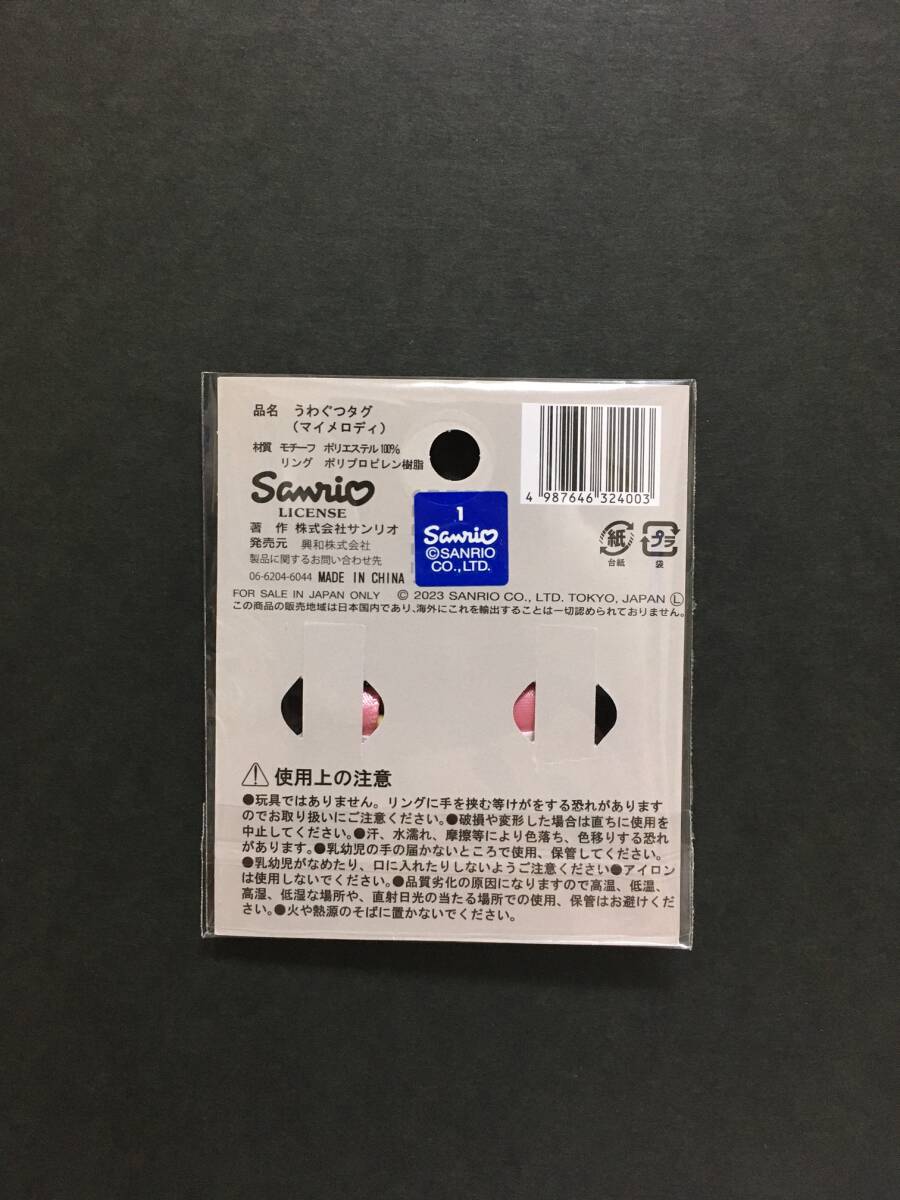 品名 うわぐつタグ
（マイメロディ）
材質 モチーフ ポリエステル100%
リング ポリプロピレン樹脂
Sanrio
LICENSE
著 作 株式会社サンリオ
発売元 興和株式会社
製品に関するお問い合わせ先
06-6204-6044 MADE IN CHINA
1
Sanrio
©SANRIO
CO.,LTD.
4 987646 324003
紙
台紙
プラ
袋
FOR SALE IN JAPAN ONLY © 2023 SANRIO CO., LTD. TOKYO, JAPAN Ⓛ
この商品の販売地域は日本国内であり、海外にこれを輸出することは一切認められておりません。
⚠使用上の注意
●玩具ではありません。リングに手を挟む等けがをする恐れがあります
のでお取り扱いにご注意ください。●破損や変形した場合は直ちに使用を
中止してください。●汗、水濡れ、摩擦等により色落ち、色移りする恐れ
があります。●乳幼児の手の届かないところで使用、保管してください。
●乳幼児がなめたり、口に入れたりしないようご注意ください●アイロン
は使用しないでください。●品質劣化の原因になりますので高温、低温、
高湿、低湿な場所や、直射日光の当たる場所での使用、保管はお避けくだ
さい。●火や熱源のそばに置かないでください。